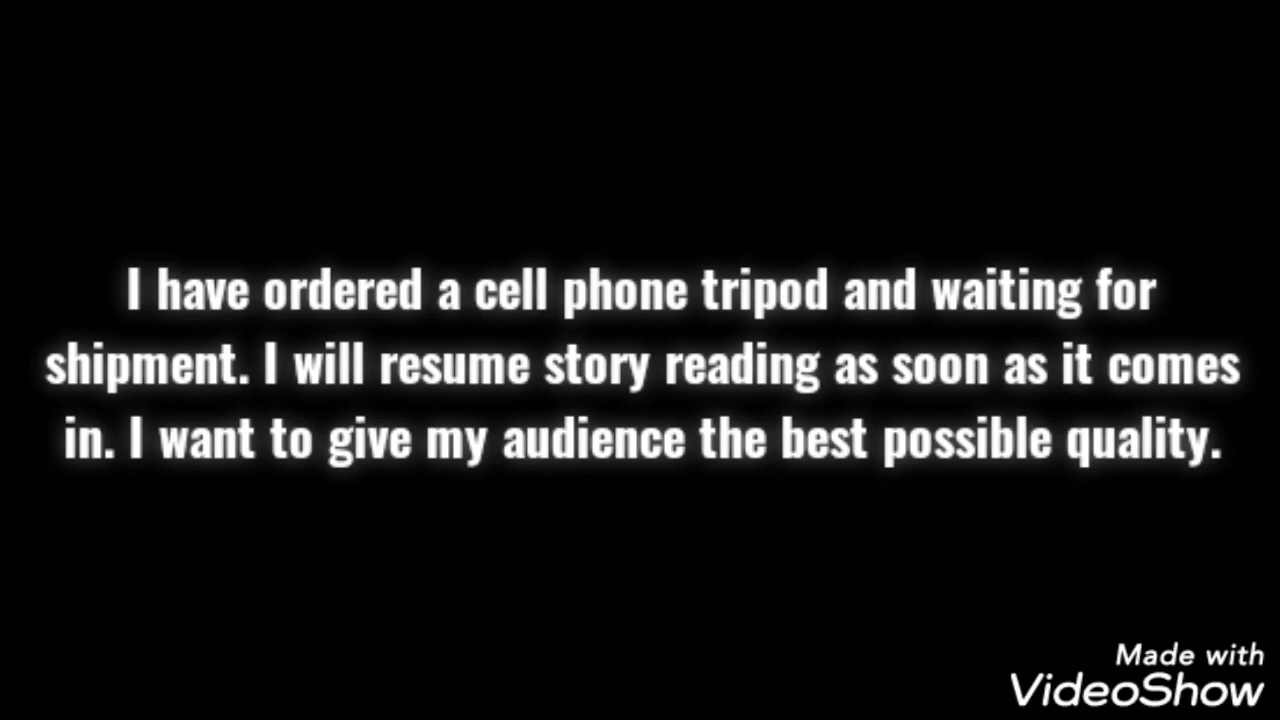 I have ordered a cell phone tripod and waiting for
shipment. I will resume story reading as soon as it comes
in. I want to give my audience the best possible quality.
Made with
VideoShow